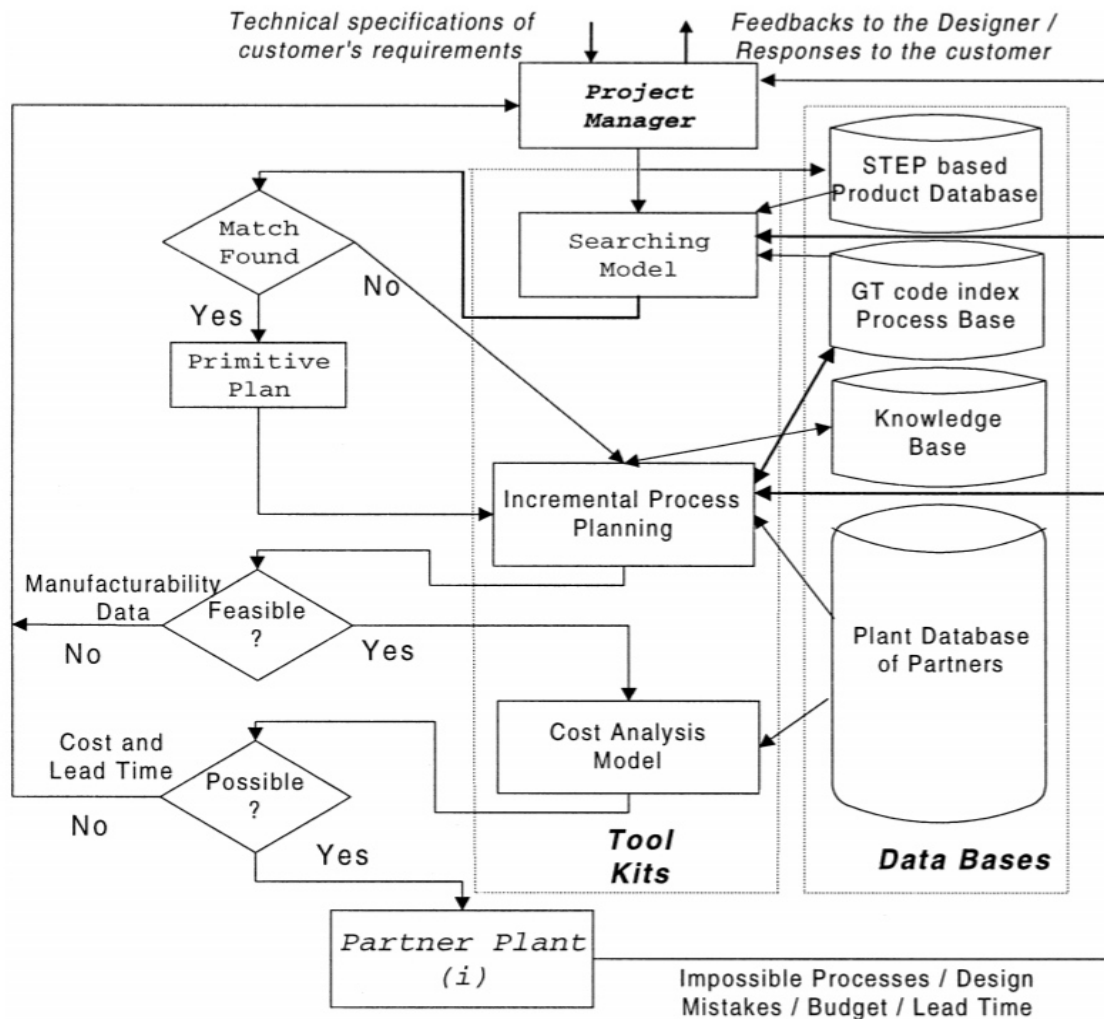 Technical specifications of
customer's requirements
Feedbacks to the Designer /
Responses to the customer
Project
Manager
STEP based
Product Database
Match
Found
Searching
Model
No
GT code index
Process Base
Yes
Primitive
Plan
Knowledge
Base
Incremental Process
Planning
Manufacturability
Data
Feasible
?
No
Yes
Plant Database
of Partners
Cost Analysis
Model
Cost and
Lead Time
Possible
?
No
Yes
Tool
Kits
Data Bases
Partner Plant
(i)
Impossible Processes / Design
Mistakes / Budget / Lead Time